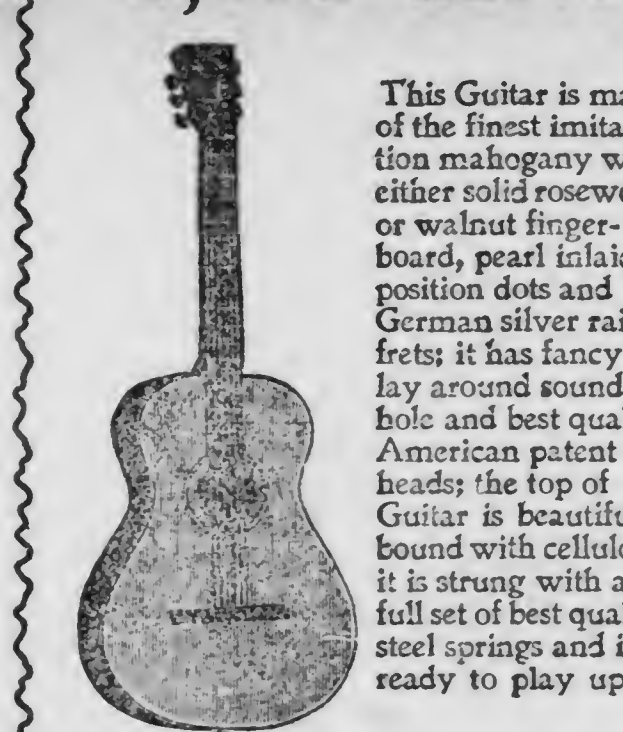 This Guitar is ma
of the finest imita
tion mahogany w
either solid rosewo
or walnut finger-
board, pearl inlaid
position dots and
German silver rai
frets; it has fancy
lay around sound
hole and best qual
American patent
heads; the top of
Guitar is beautifu
bound with cellulo
it is strung with a
full set of best qual
steel springs and i
ready to play up